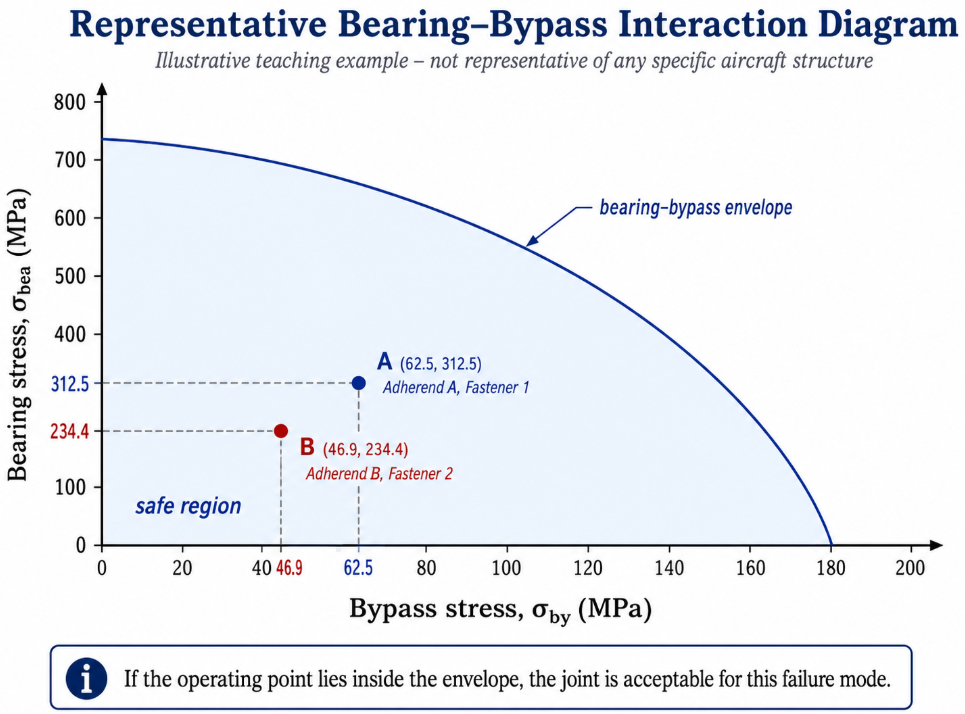 Representative Bearing–Bypass Interaction Diagram
Illustrative teaching example – not representative of any specific aircraft structure
800
700
600
500
400
312.5
234.4
100
0
Bearing stress, σbea (MPa)
bearing–bypass envelope
A (62.5, 312.5)
Adherend A, Fastener 1
B (46.9, 234.4)
Adherend B, Fastener 2
safe region
0 20 40 46.9 62.5 80 100 120 140 160 180 200
Bypass stress, σby (MPa)
i If the operating point lies inside the envelope, the joint is acceptable for this failure mode.